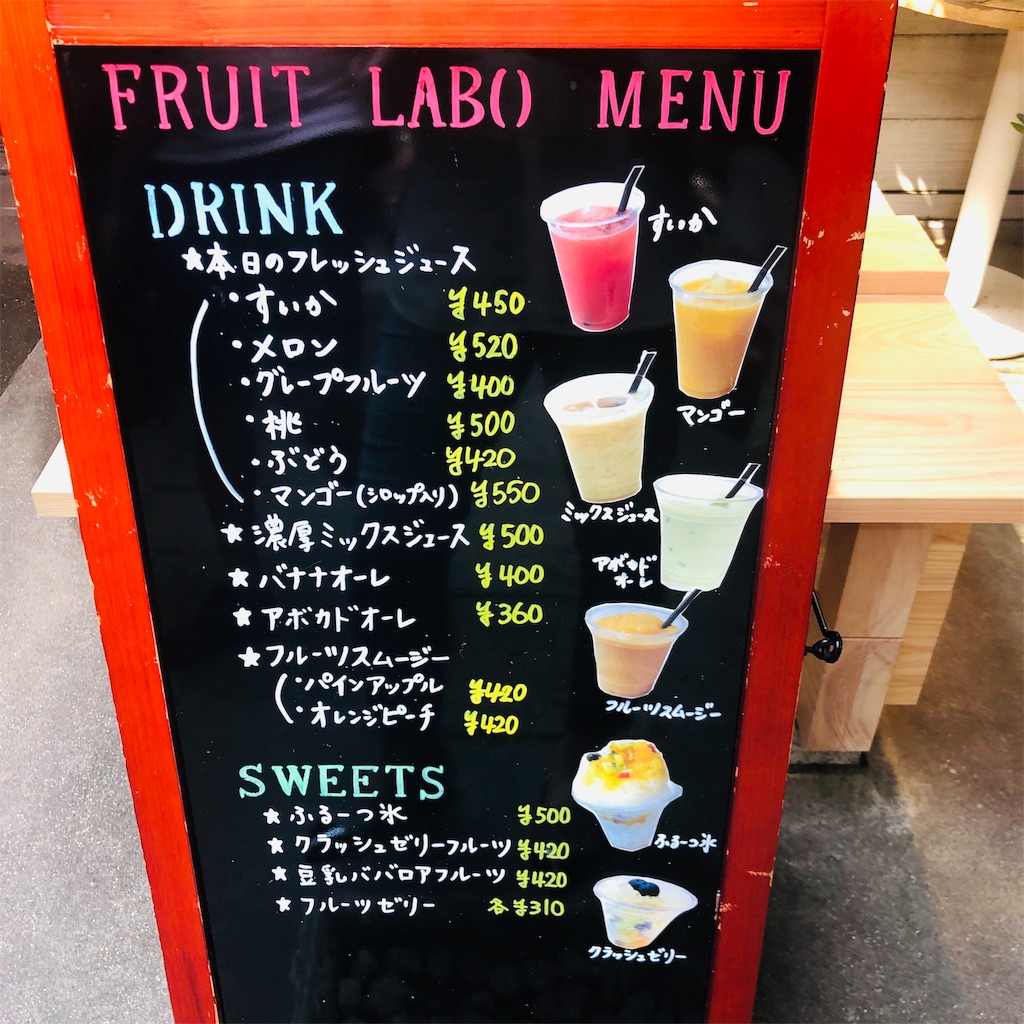 FRUIT LABO MENU
DRINK
★本日のフレッシュジュース
・すいか ¥450
・メロン ¥520
・グレープフルーツ ¥400
・桃 ¥500
・ぶどう ¥420
・マンゴー(シロップ入り) ¥550
★濃厚ミックスジュース ¥500
★バナナオーレ ¥400
★アボカドオーレ ¥360
★フルーツスムージー
・パインアップル ¥420
・オレンジピーチ ¥420
すいか
マンゴー
ミックスジュース
アボカド
オーレ
フルーツスムージー
SWEETS
★ふるーつ氷 ¥500
★クラッシュゼリーフルーツ ¥420
★豆乳ババロアフルーツ ¥420
★フルーツゼリー 各¥310
ふるーつ氷
クラッシュゼリー